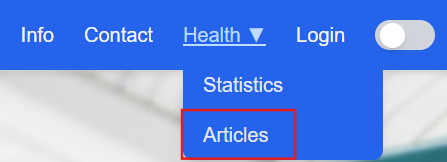 Info Contact Health ▼ Login
Statistics
Articles